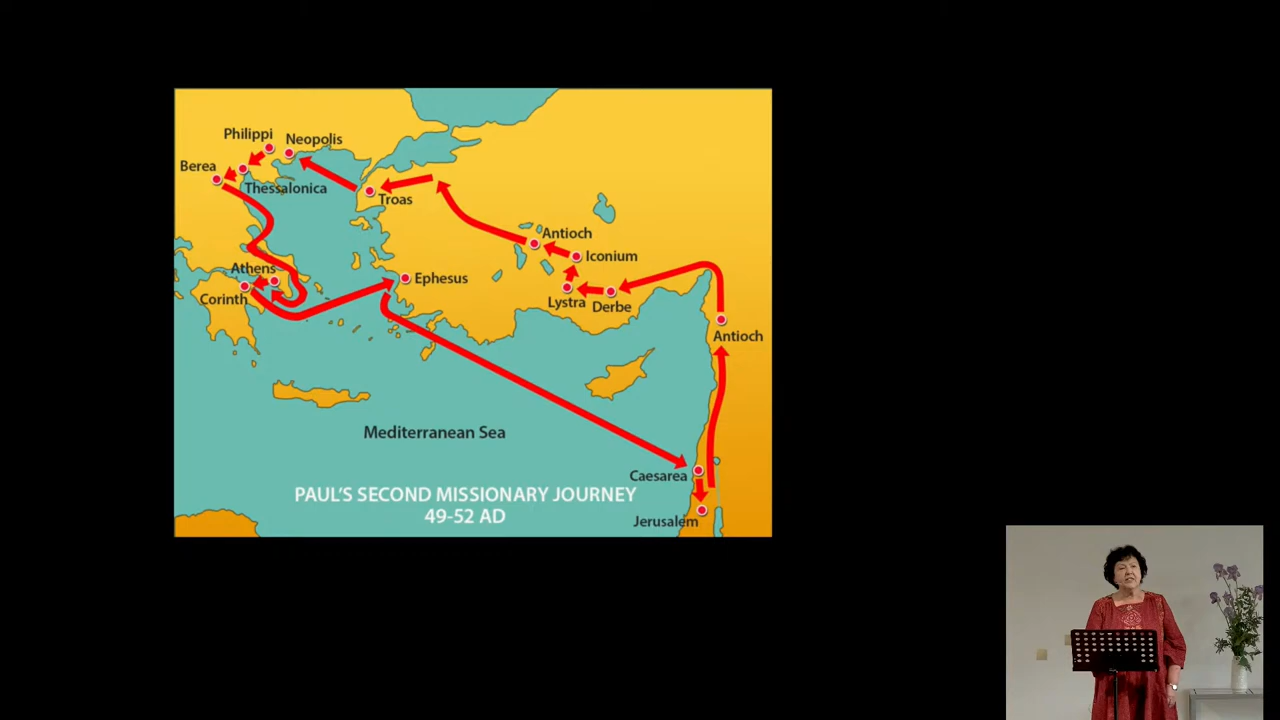 Philippi
Neopolis
Berea
Thessalonica
Troas
Antioch
Iconium
Athens
Ephesus
Corinth
Lystra
Derbe
Antioch
Mediterranean Sea
Caesarea
PAUL'S SECOND MISSIONARY JOURNEY
49-52 AD
Jerusalem